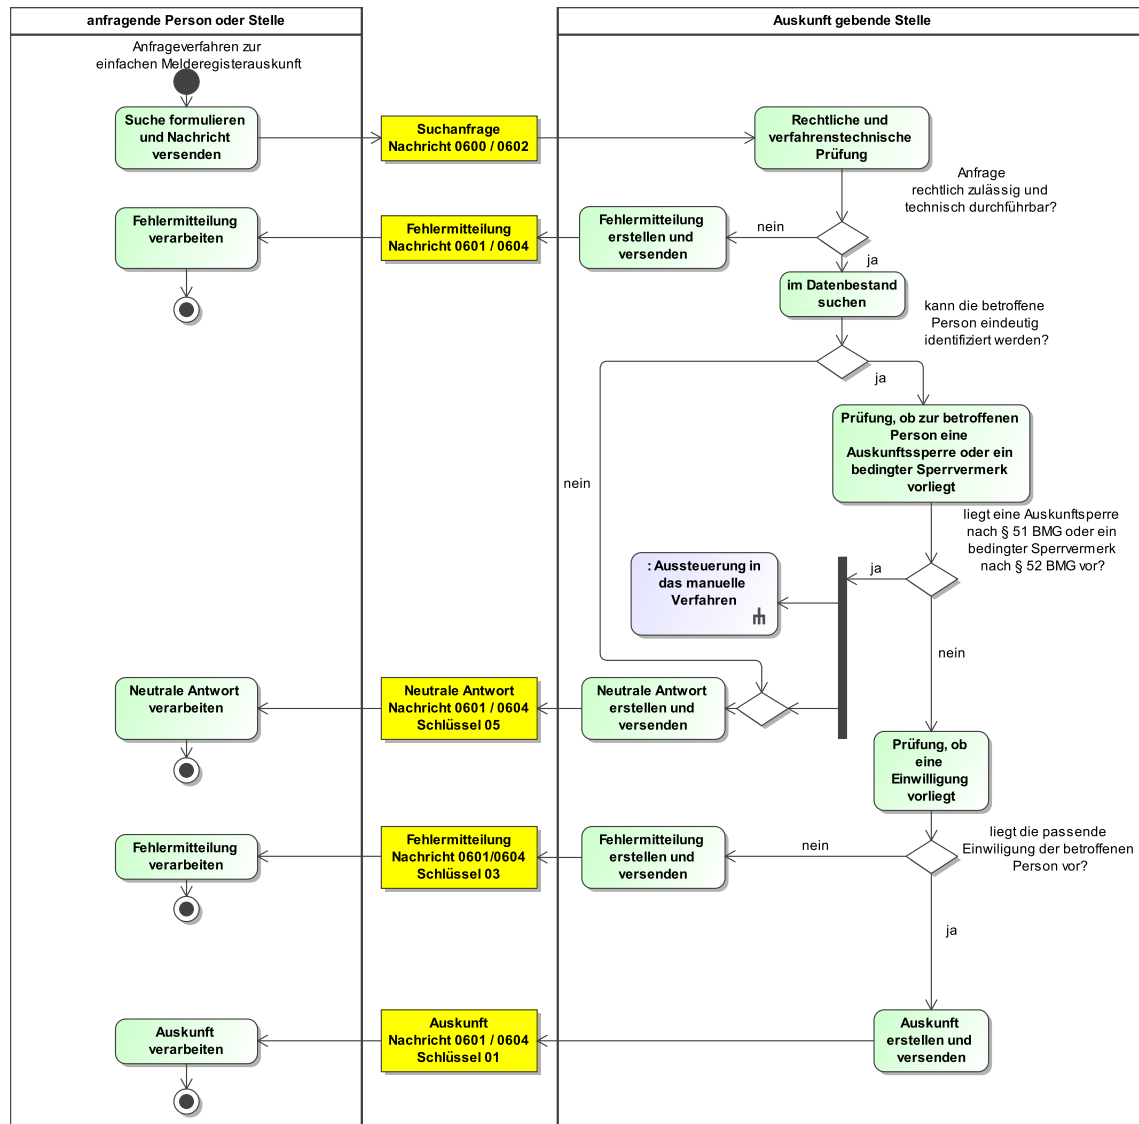 anfragende Person oder Stelle
Auskunft gebende Stelle
Anfrageverfahren zur
einfachen Melderegisterauskunft
Suche formulieren
und Nachricht
versenden
Suchanfrage
Nachricht 0600 / 0602
Rechtliche und
verfahrenstechnische
Prüfung
Anfrage
rechtlich zulässig und
technisch durchführbar?
Fehlermitteilung
verarbeiten
Fehlermitteilung
Nachricht 0601 / 0604
Fehlermitteilung
erstellen und
versenden
nein
ja
im Datenbestand
suchen
kann die betroffene
Person eindeutig
identifiziert werden?
ja
Prüfung, ob zur betroffenen
Person eine
Auskunftssperre oder ein
bedingter Sperrvermerk
vorliegt
nein
liegt eine Auskunftsperre
nach § 51 BMG oder ein
bedingter Sperrvermerk
nach § 52 BMG vor?
: Aussteuerung in
das manuelle
Verfahren
ja
nein
Neutrale Antwort
verarbeiten
Neutrale Antwort
Nachricht 0601 / 0604
Schlüssel 05
Neutrale Antwort
erstellen und
versenden
Prüfung, ob
eine
Einwilligung
vorliegt
Fehlermitteilung
verarbeiten
Fehlermitteilung
Nachricht 0601/0604
Schlüssel 03
Fehlermitteilung
erstellen und
versenden
nein
liegt die passende
Einwiligung der betroffenen
Person vor?
ja
Auskunft
verarbeiten
Auskunft
Nachricht 0601 / 0604
Schlüssel 01
Auskunft
erstellen und
versenden